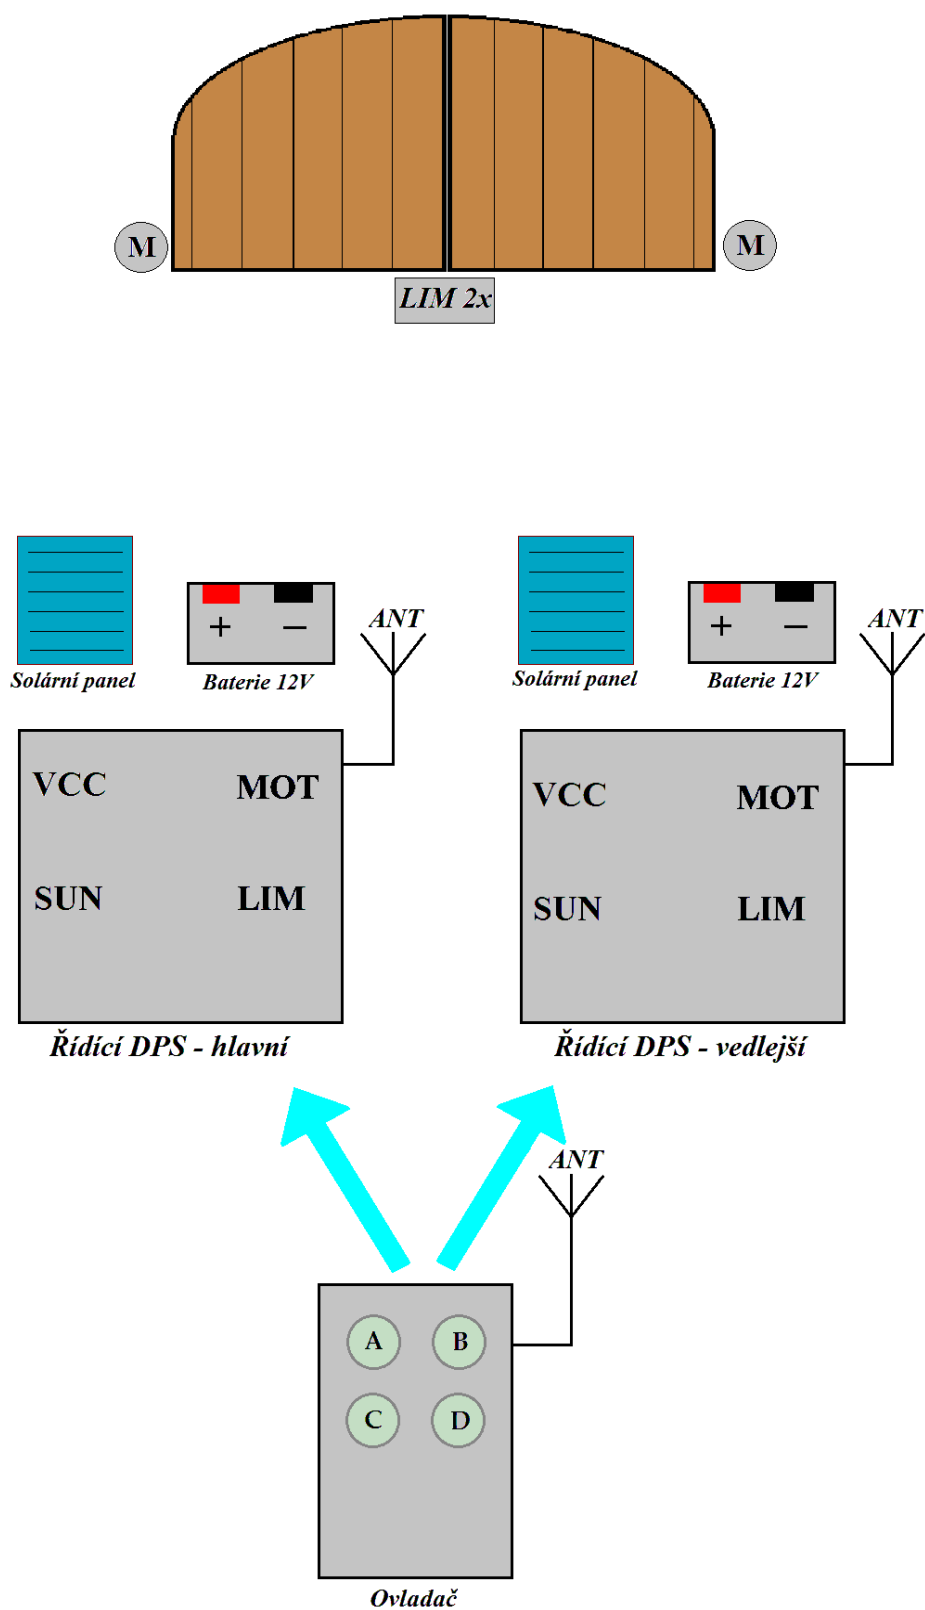 M
M
LIM 2x
ANT
ANT
+ −
+ −
Solární panel
Baterie 12V
Solární panel
Baterie 12V
VCC
MOT
SUN
LIM
VCC
MOT
SUN
LIM
Řídící DPS - hlavní
Řídící DPS - vedlejší
ANT
A
B
C
D
Ovladač